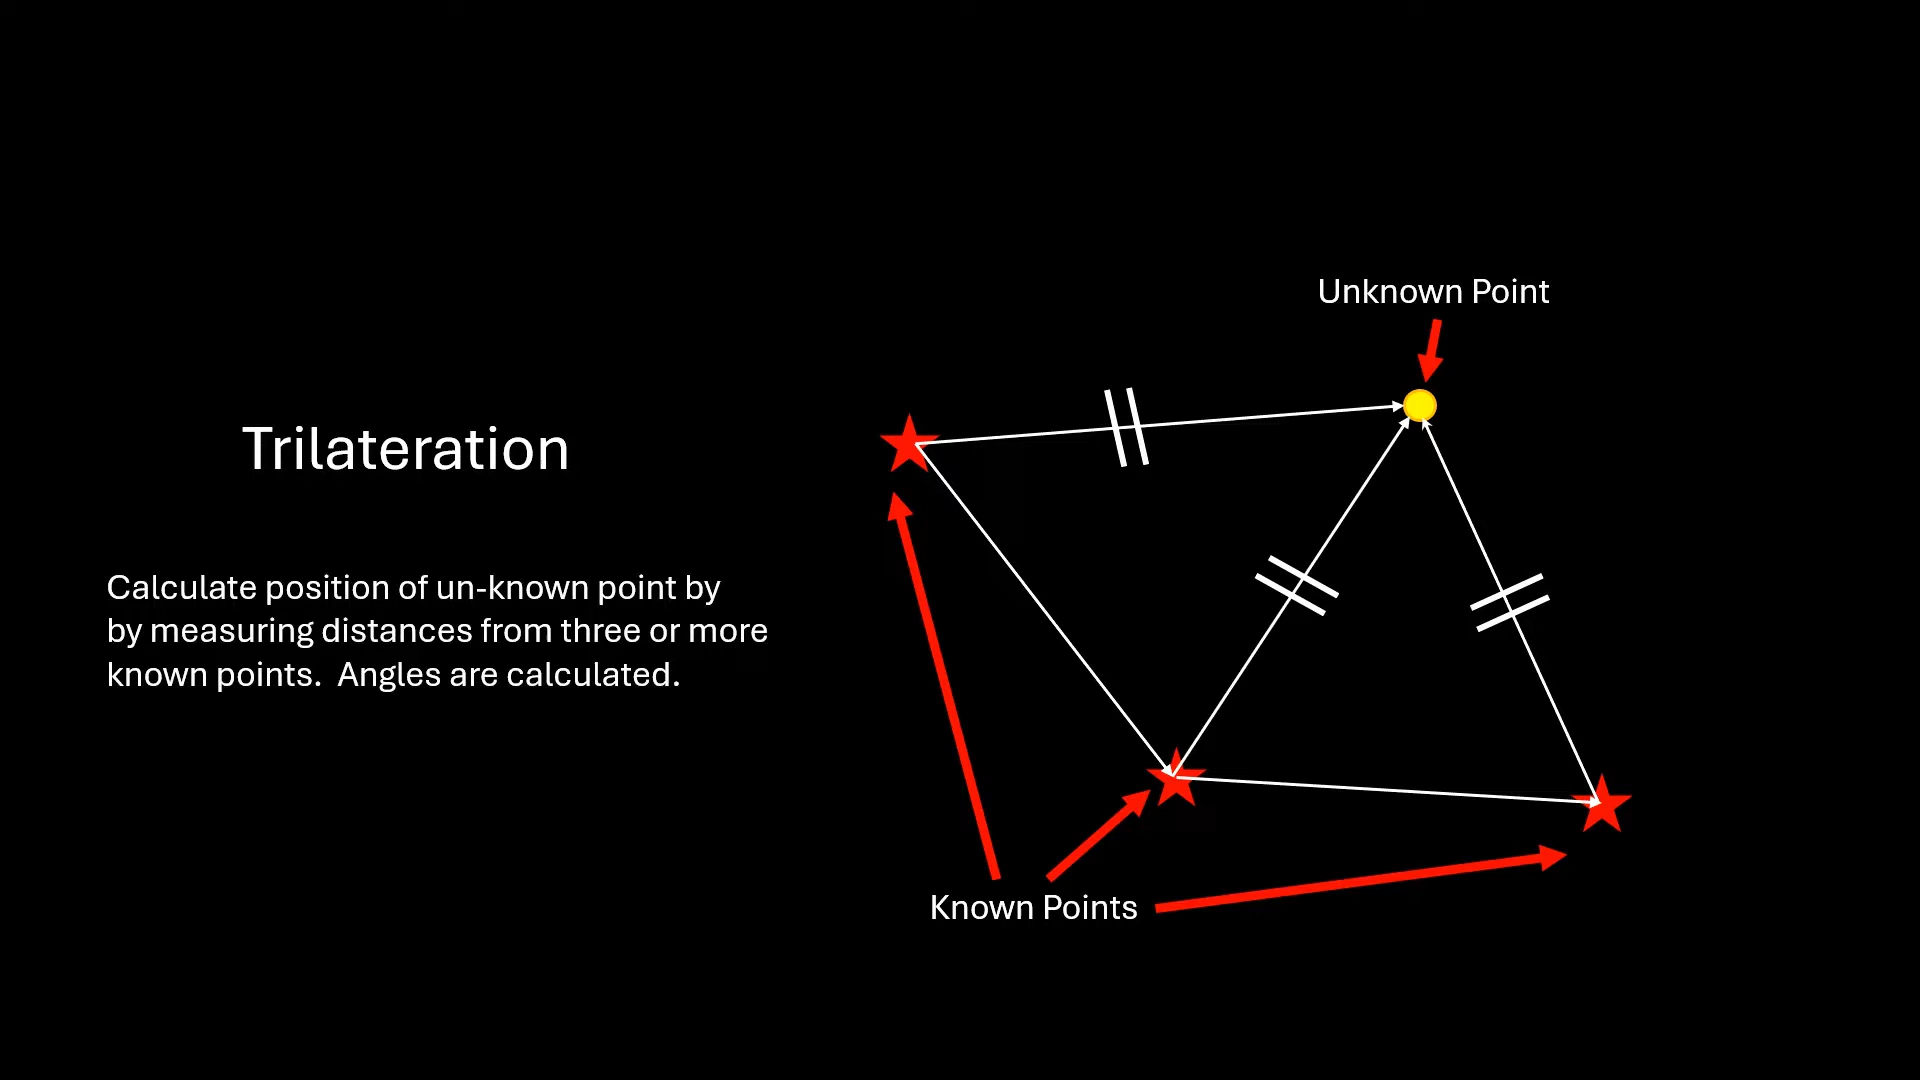 Unknown Point
Trilateration
Calculate position of un-known point by
by measuring distances from three or more
known points.  Angles are calculated.
Known Points